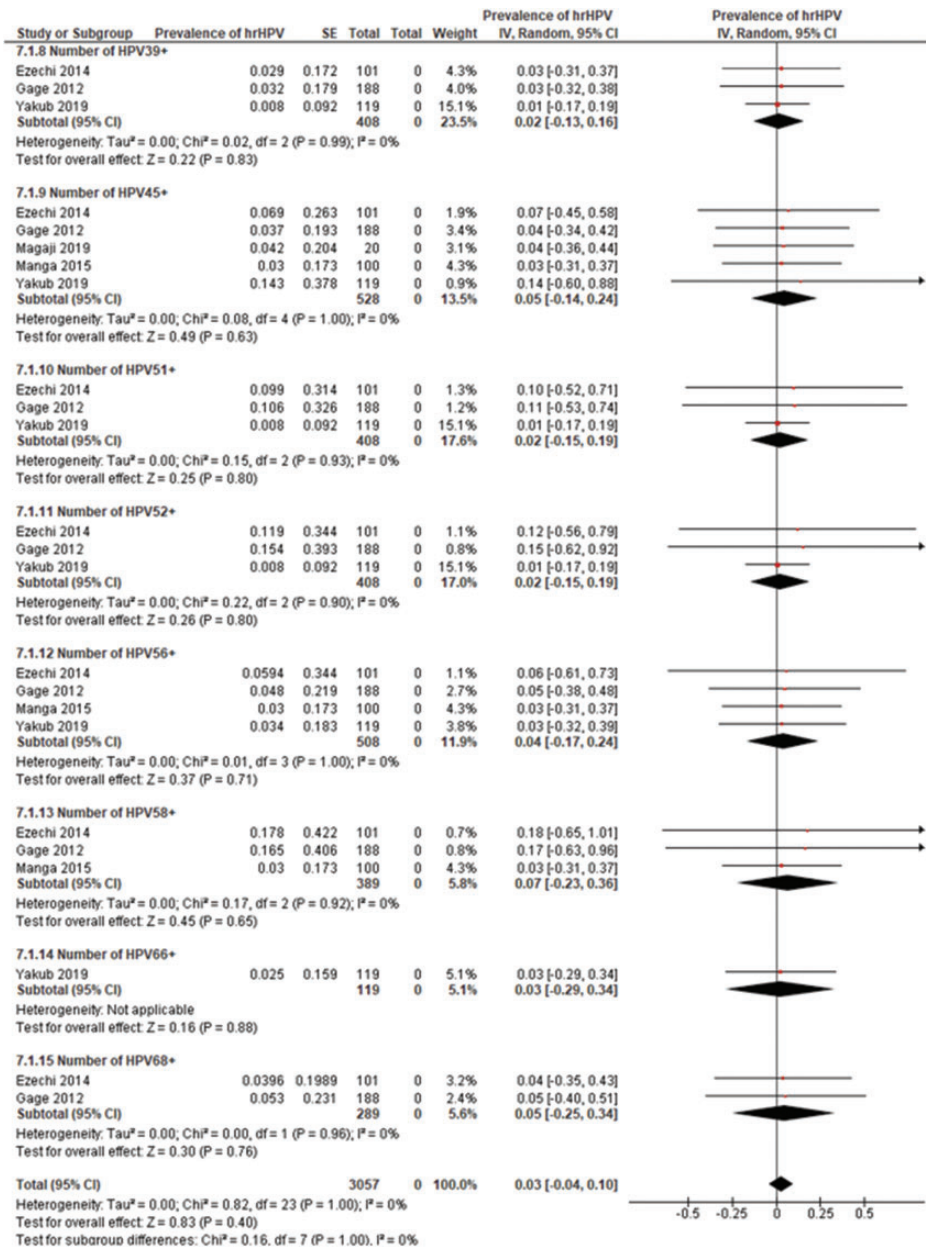 Prevalence of hrHPV Prevalence of hrHPV
Study or Subgroup Prevalence of hrHPV SE Total Total Weight IV, Random, 95% CI IV, Random, 95% CI
7.1.8 Number of HPV39+
Ezechi 2014 0.029 0.172 101 0 4.3% 0.03 [-0.31, 0.37]
Gage 2012 0.032 0.179 188 0 4.0% 0.03 [-0.32, 0.38]
Yakub 2019 0.008 0.092 119 0 15.1% 0.01 [-0.17, 0.19]
Subtotal (95% CI) 408 0 23.5% 0.02 [-0.13, 0.16]
Heterogeneity: Tau² = 0.00; Chi² = 0.02, df = 2 (P = 0.99); I² = 0%
Test for overall effect: Z = 0.22 (P = 0.83)
7.1.9 Number of HPV45+
Ezechi 2014 0.069 0.263 101 0 1.9% 0.07 [-0.45, 0.58]
Gage 2012 0.037 0.193 188 0 3.4% 0.04 [-0.34, 0.42]
Magaji 2019 0.042 0.204 20 0 3.1% 0.04 [-0.36, 0.44]
Manga 2015 0.03 0.173 100 0 4.3% 0.03 [-0.31, 0.37]
Yakub 2019 0.143 0.378 119 0 0.9% 0.14 [-0.60, 0.88]
Subtotal (95% CI) 528 0 13.5% 0.05 [-0.14, 0.24]
Heterogeneity: Tau² = 0.00; Chi² = 0.08, df = 4 (P = 1.00); I² = 0%
Test for overall effect: Z = 0.49 (P = 0.63)
7.1.10 Number of HPV51+
Ezechi 2014 0.099 0.314 101 0 1.3% 0.10 [-0.52, 0.71]
Gage 2012 0.106 0.326 188 0 1.2% 0.11 [-0.53, 0.74]
Yakub 2019 0.008 0.092 119 0 15.1% 0.01 [-0.17, 0.19]
Subtotal (95% CI) 408 0 17.6% 0.02 [-0.15, 0.19]
Heterogeneity: Tau² = 0.00; Chi² = 0.15, df = 2 (P = 0.93); I² = 0%
Test for overall effect: Z = 0.25 (P = 0.80)
7.1.11 Number of HPV52+
Ezechi 2014 0.119 0.344 101 0 1.1% 0.12 [-0.56, 0.79]
Gage 2012 0.154 0.393 188 0 0.8% 0.15 [-0.62, 0.92]
Yakub 2019 0.008 0.092 119 0 15.1% 0.01 [-0.17, 0.19]
Subtotal (95% CI) 408 0 17.0% 0.02 [-0.15, 0.19]
Heterogeneity: Tau² = 0.00; Chi² = 0.22, df = 2 (P = 0.90); I² = 0%
Test for overall effect: Z = 0.26 (P = 0.80)
7.1.12 Number of HPV56+
Ezechi 2014 0.0594 0.344 101 0 1.1% 0.06 [-0.61, 0.73]
Gage 2012 0.048 0.219 188 0 2.7% 0.05 [-0.38, 0.48]
Manga 2015 0.03 0.173 100 0 4.3% 0.03 [-0.31, 0.37]
Yakub 2019 0.034 0.183 119 0 3.8% 0.03 [-0.32, 0.39]
Subtotal (95% CI) 508 0 11.9% 0.04 [-0.17, 0.24]
Heterogeneity: Tau² = 0.00; Chi² = 0.01, df = 3 (P = 1.00); I² = 0%
Test for overall effect: Z = 0.37 (P = 0.71)
7.1.13 Number of HPV58+
Ezechi 2014 0.178 0.422 101 0 0.7% 0.18 [-0.65, 1.01]
Gage 2012 0.165 0.406 188 0 0.8% 0.17 [-0.63, 0.96]
Manga 2015 0.03 0.173 100 0 4.3% 0.03 [-0.31, 0.37]
Subtotal (95% CI) 389 0 5.8% 0.07 [-0.23, 0.36]
Heterogeneity: Tau² = 0.00; Chi² = 0.17, df = 2 (P = 0.92); I² = 0%
Test for overall effect: Z = 0.45 (P = 0.65)
7.1.14 Number of HPV66+
Yakub 2019 0.025 0.159 119 0 5.1% 0.03 [-0.29, 0.34]
Subtotal (95% CI) 119 0 5.1% 0.03 [-0.29, 0.34]
Heterogeneity: Not applicable
Test for overall effect: Z = 0.16 (P = 0.88)
7.1.15 Number of HPV68+
Ezechi 2014 0.0396 0.1989 101 0 3.2% 0.04 [-0.35, 0.43]
Gage 2012 0.053 0.231 188 0 2.4% 0.05 [-0.40, 0.51]
Subtotal (95% CI) 289 0 5.6% 0.05 [-0.25, 0.34]
Heterogeneity: Tau² = 0.00; Chi² = 0.00, df = 1 (P = 0.96); I² = 0%
Test for overall effect: Z = 0.30 (P = 0.76)
Total (95% CI) 3057 0 100.0% 0.03 [-0.04, 0.10]
Heterogeneity: Tau² = 0.00; Chi² = 0.82, df = 23 (P = 1.00); I² = 0%
Test for overall effect: Z = 0.83 (P = 0.40)
Test for subgroup differences: Chi² = 0.16, df = 7 (P = 1.00), I² = 0%
-0.5 -0.25 0 0.25 0.5